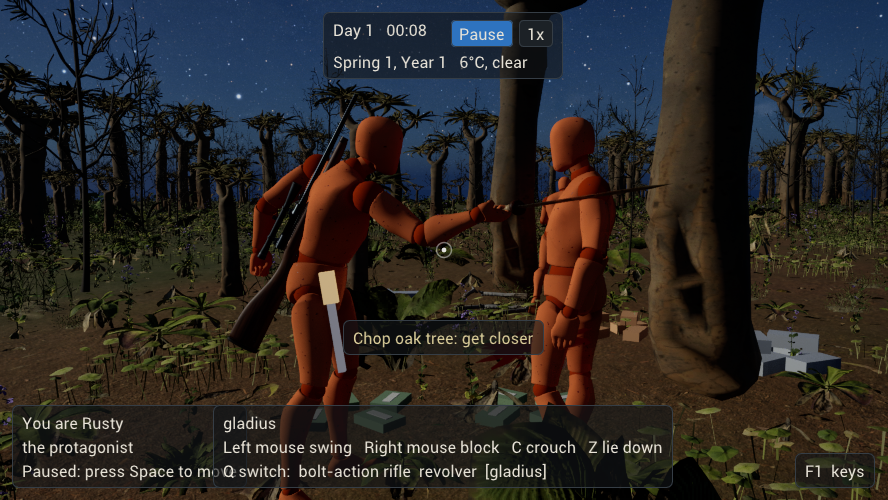 Day 1 00:08 Pause 1x
Spring 1, Year 1 6°C, clear
Chop oak tree: get closer
You are Rusty
the protagonist
Paused: press Space to move
gladius
Left mouse swing Right mouse block C crouch Z lie down
Q switch: bolt-action rifle revolver [gladius]
F1 keys